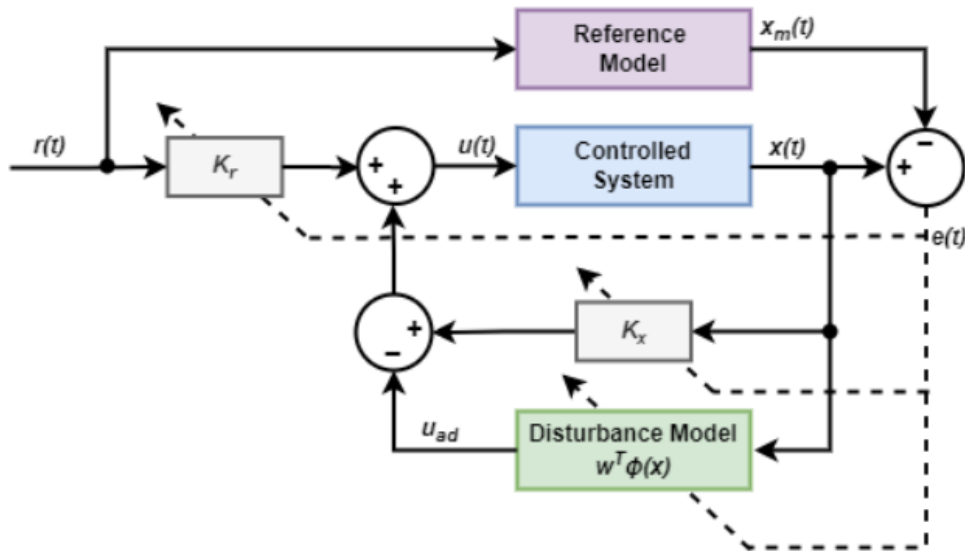 Reference
Model
x_m(t)
r(t)
K_r
+
+
u(t)
Controlled
System
x(t)
−
+
e(t)
+
−
K_x
u_ad
Disturbance Model
w^T ϕ(x)